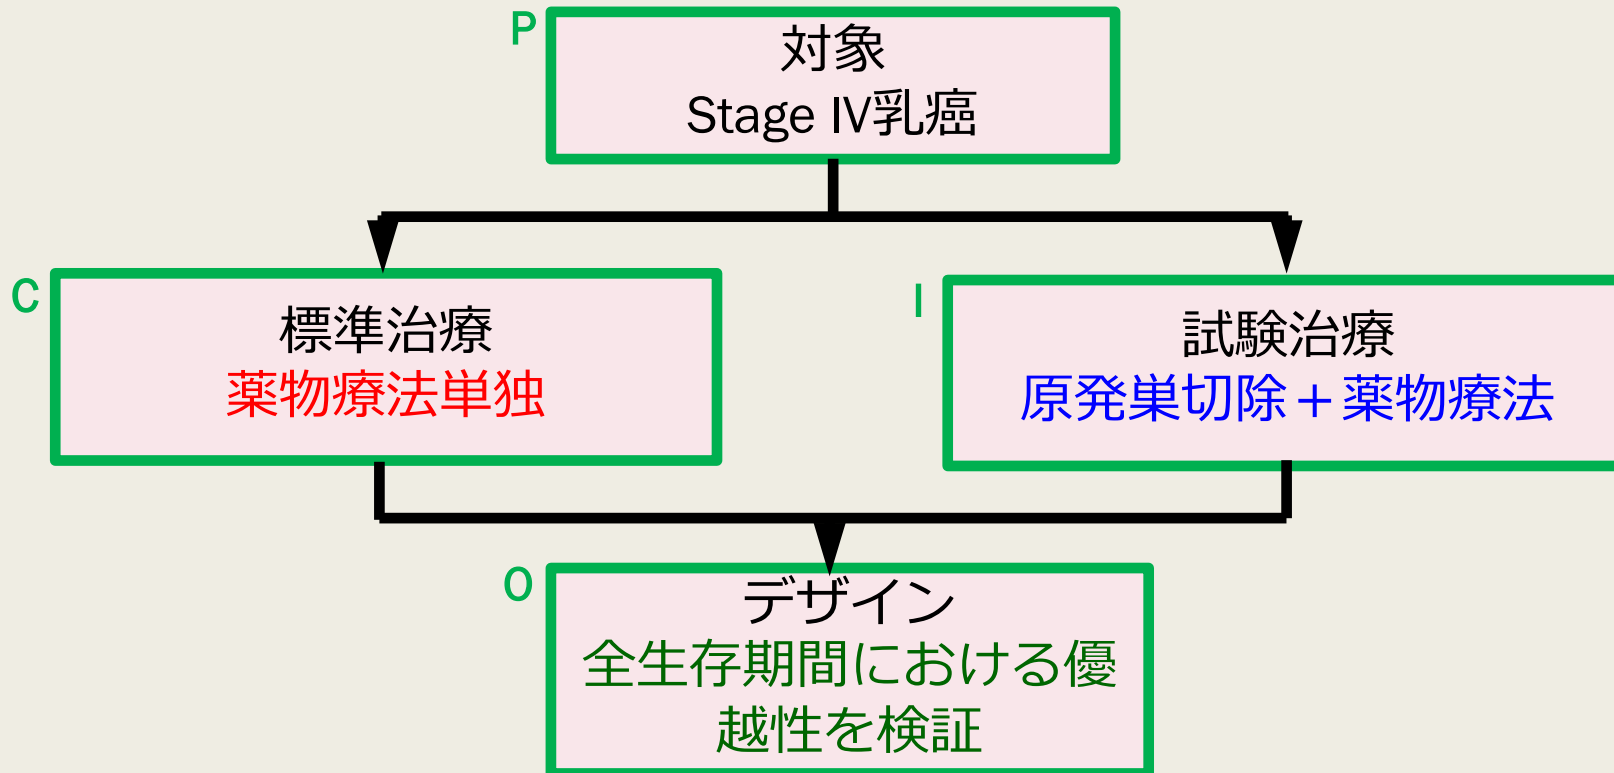 P
対象
Stage IV乳癌
C
標準治療
薬物療法単独
I
試験治療
原発巣切除+薬物療法
O
デザイン
全生存期間における優
越性を検証